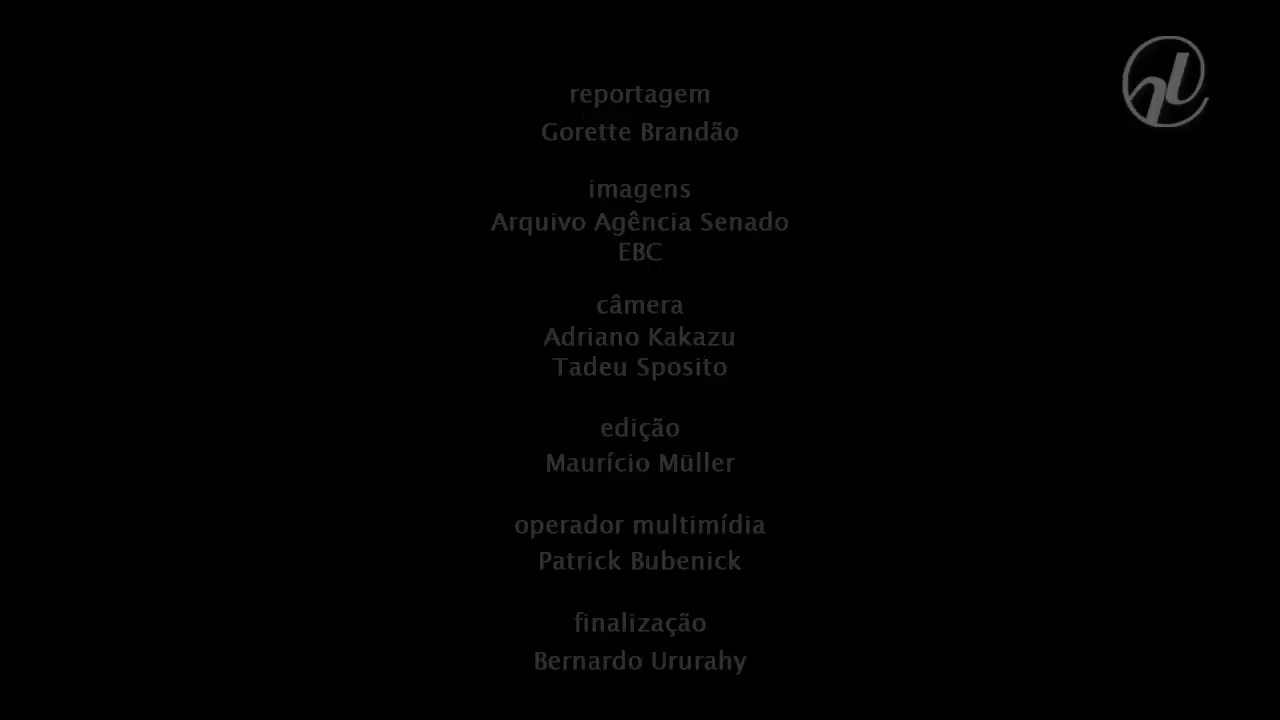 reportagem
Gorette Brandão
imagens
Arquivo Agência Senado
EBC
câmera
Adriano Kakazu
Tadeu Sposito
edição
Maurício Müller
operador multimídia
Patrick Bubenick
finalização
Bernardo Ururahy